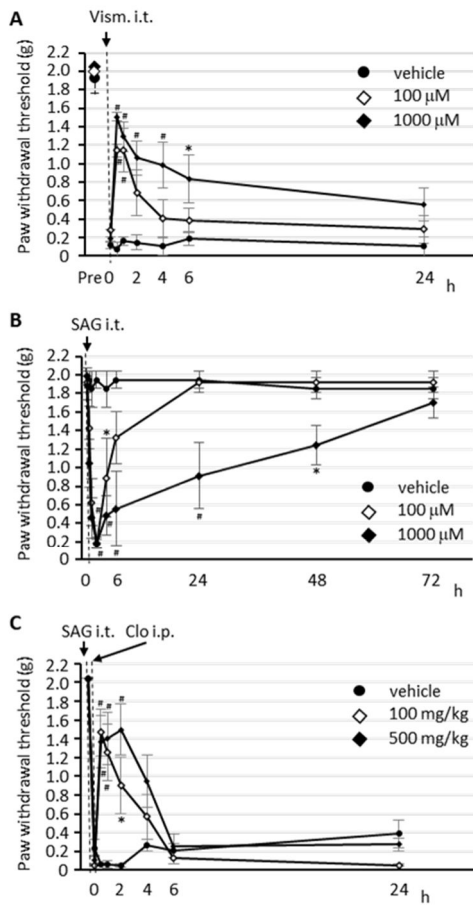 A
Vism. i.t.
Paw withdrawal threshold (g)
2.2
2.0
1.8
1.6
1.4
1.2
1.0
0.8
0.6
0.4
0.2
0
vehicle
100 µM
1000 µM
# # # # # # *
Pre 0 2 4 6 24 h
B
SAG i.t.
Paw withdrawal threshold (g)
2.2
2.0
1.8
1.6
1.4
1.2
1.0
0.8
0.6
0.4
0.2
0
* # # # # *
vehicle
100 µM
1000 µM
0 6 24 48 72 h
C
SAG i.t. Clo i.p.
Paw withdrawal threshold (g)
2.2
2.0
1.8
1.6
1.4
1.2
1.0
0.8
0.6
0.4
0.2
0
vehicle
100 mg/kg
500 mg/kg
# # # # # *
0 2 4 6 24 h